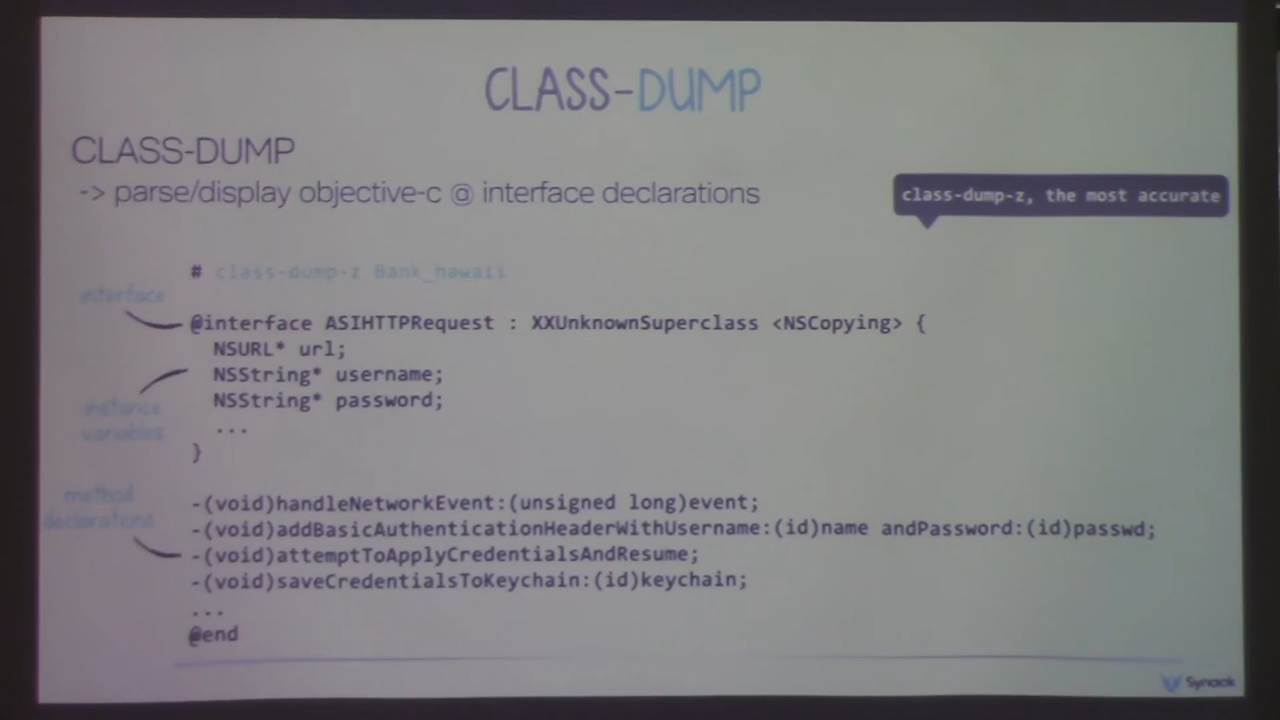 CLASS-DUMP
CLASS-DUMP
-> parse/display objective-c @ interface declarations
class-dump-z, the most accurate
# class-dump-z Bank_hawaii
interface
@interface ASIHTTPRequest : XXUnknownSuperclass <NSCopying> {
NSURL* url;
NSString* username;
NSString* password;
...
}
instance
variables
method
declarations
-(void)handleNetworkEvent:(unsigned long)event;
-(void)addBasicAuthenticationHeaderWithUsername:(id)name andPassword:(id)passwd;
-(void)attemptToApplyCredentialsAndResume;
-(void)saveCredentialsToKeychain:(id)keychain;
...
@end
Synack